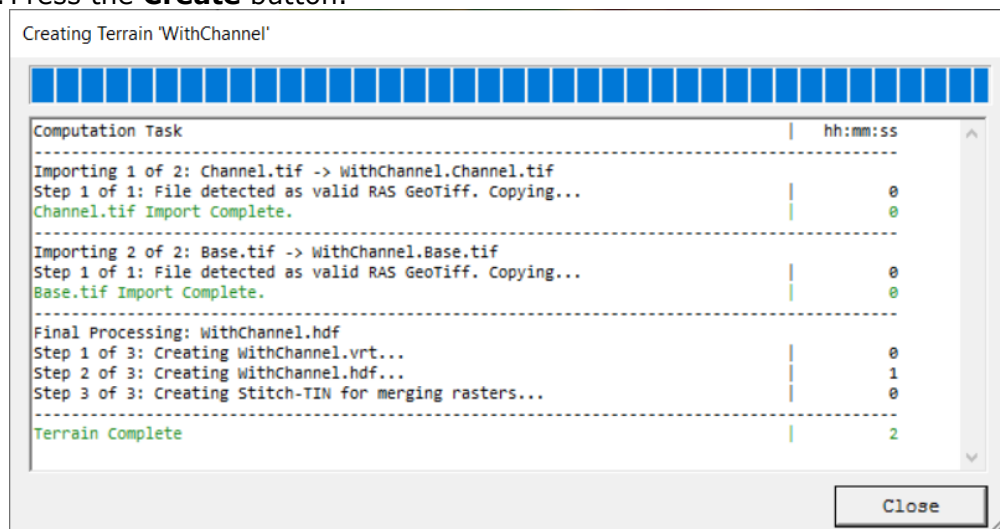 Press the Create button.
Creating Terrain 'WithChannel'
Computation Task | hh:mm:ss
Importing 1 of 2: Channel.tif -> WithChannel.Channel.tif
Step 1 of 1: File detected as valid RAS GeoTiff. Copying... | 0
Channel.tif Import Complete. | 0
Importing 2 of 2: Base.tif -> WithChannel.Base.tif
Step 1 of 1: File detected as valid RAS GeoTiff. Copying... | 0
Base.tif Import Complete. | 0
Final Processing: WithChannel.hdf
Step 1 of 3: Creating WithChannel.vrt... | 0
Step 2 of 3: Creating WithChannel.hdf... | 1
Step 3 of 3: Creating Stitch-TIN for merging rasters... | 0
Terrain Complete | 2
Close